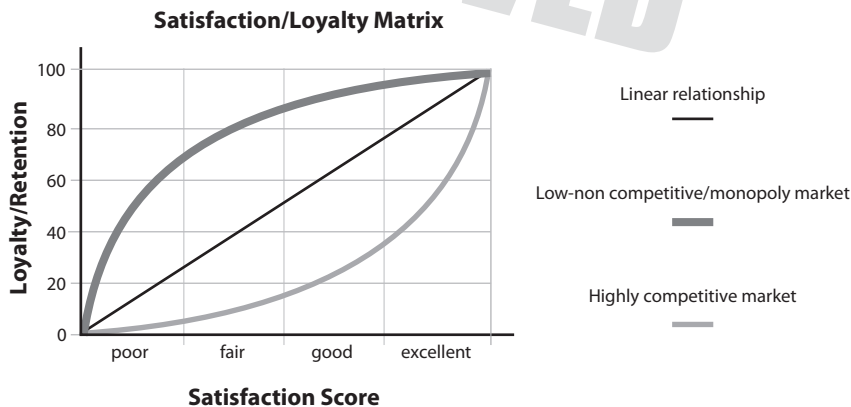 Satisfaction/Loyalty Matrix
Loyalty/Retention
100
80
60
40
20
0
poor fair good excellent
Satisfaction Score
Linear relationship
Low-non competitive/monopoly market
Highly competitive market